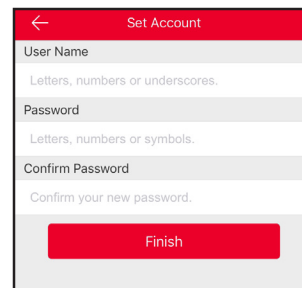 Set Account
User Name
Letters, numbers or underscores.
Password
Letters, numbers or symbols.
Confirm Password
Confirm your new password.
Finish